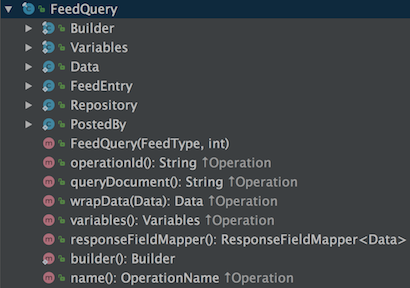 FeedQuery
Builder
Variables
Data
FeedEntry
Repository
PostedBy
FeedQuery(FeedType, int)
operationId(): String ↑Operation
queryDocument(): String ↑Operation
wrapData(Data): Data ↑Operation
variables(): Variables ↑Operation
responseFieldMapper(): ResponseFieldMapper<Data>
builder(): Builder
name(): OperationName ↑Operation